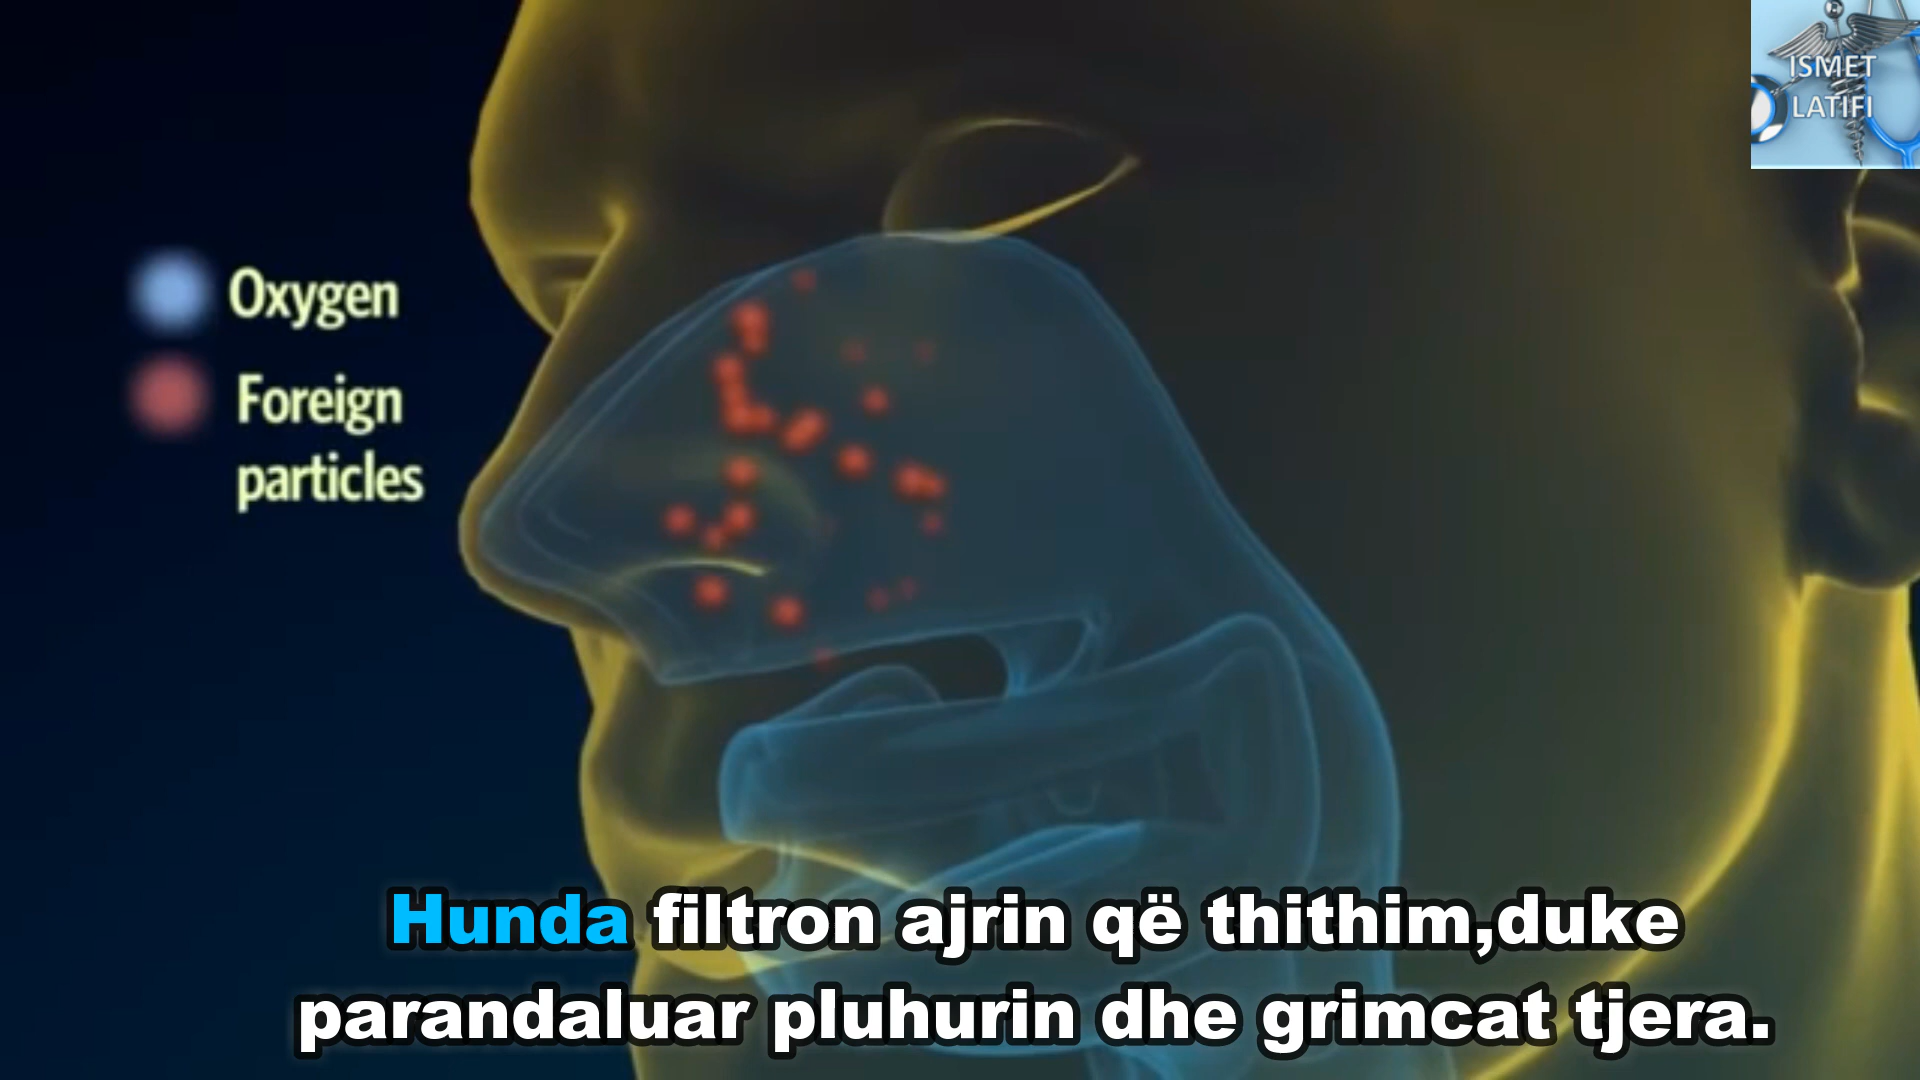 ISMET
LATIFI
Oxygen
Foreign
particles
Hunda filtron ajrin që thithim,duke
parandaluar pluhurin dhe grimcat tjera.